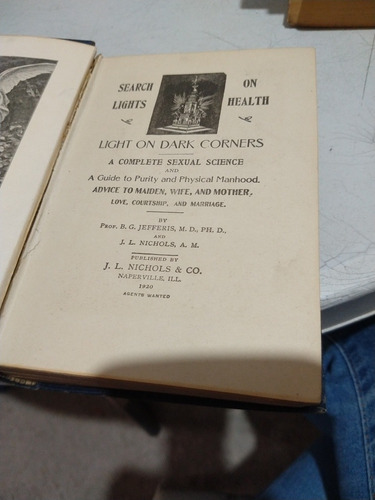 SEARCH ON
LIGHTS HEALTH
LIGHT ON DARK CORNERS
A COMPLETE SEXUAL SCIENCE
AND
A Guide to Purity and Physical Manhood.
ADVICE TO MAIDEN, WIFE, AND MOTHER,
LOVE, COURTSHIP, AND MARRIAGE.
BY
PROF. B. G. JEFFERIS, M. D., PH. D.,
AND
J. L. NICHOLS, A. M.
PUBLISHED BY
J. L. NICHOLS & CO.
NAPERVILLE, ILL.
1920
AGENTS WANTED